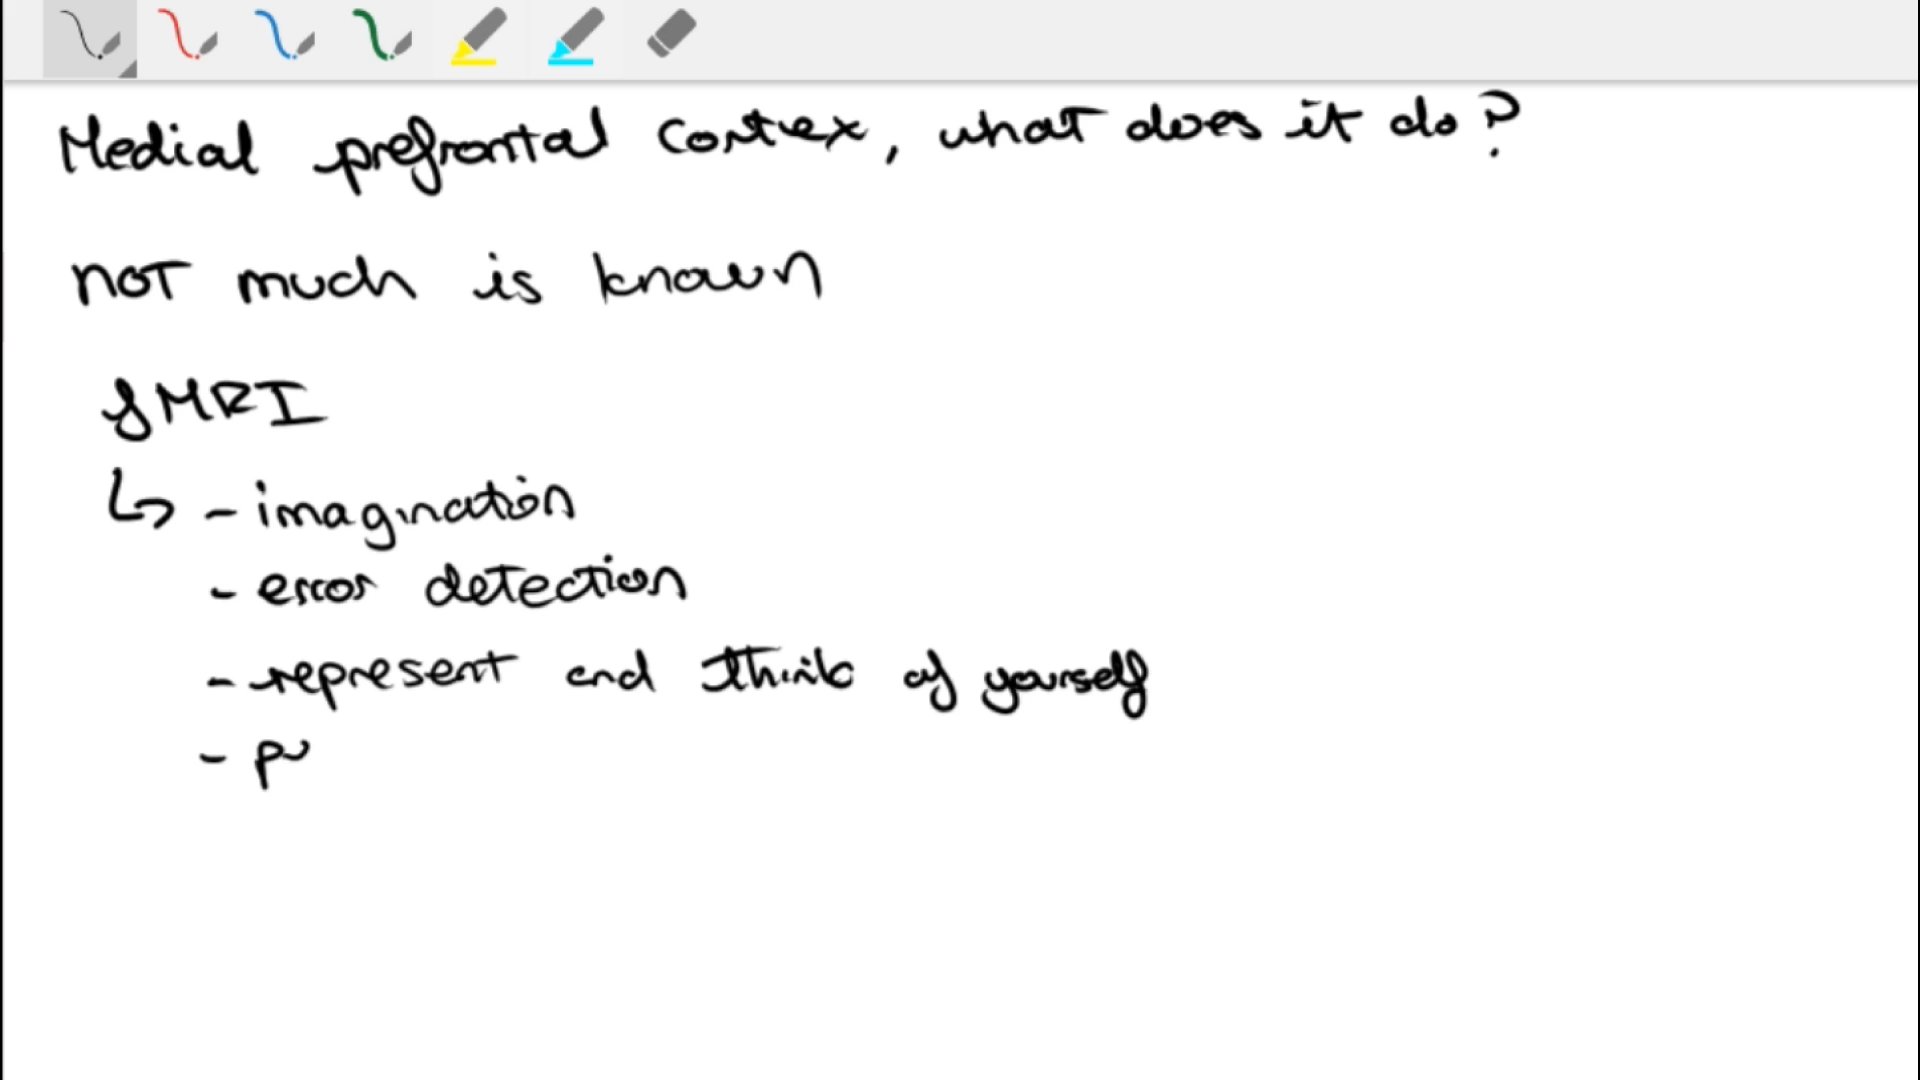 Medial prefrontal cortex, what does it do?
not much is known
fMRI
↳ - imagination
- error detection
- represent and think of yourself
-